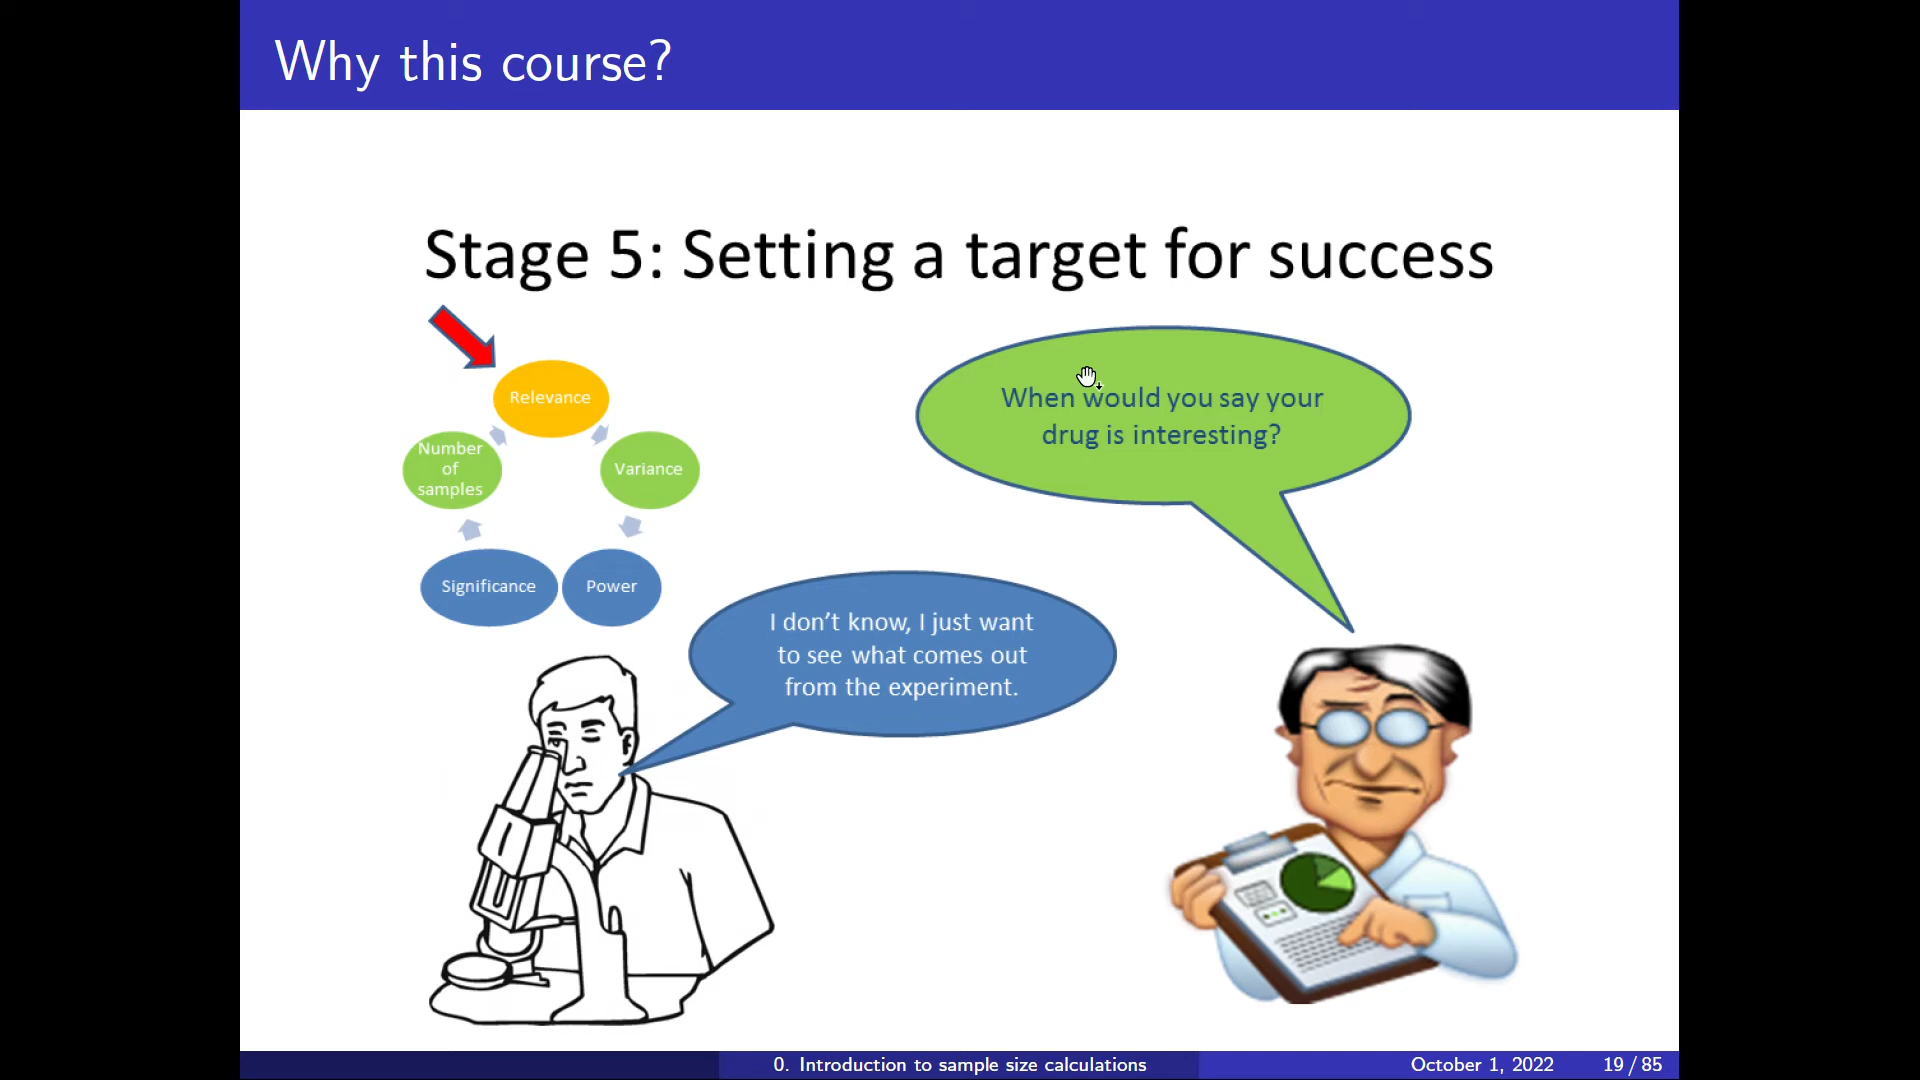 Why this course?
Stage 5: Setting a target for success
Relevance
Number
of
samples
Variance
Significance
Power
When would you say your
drug is interesting?
I don’t know, I just want
to see what comes out
from the experiment.
0. Introduction to sample size calculations
October 1, 2022
19 / 85